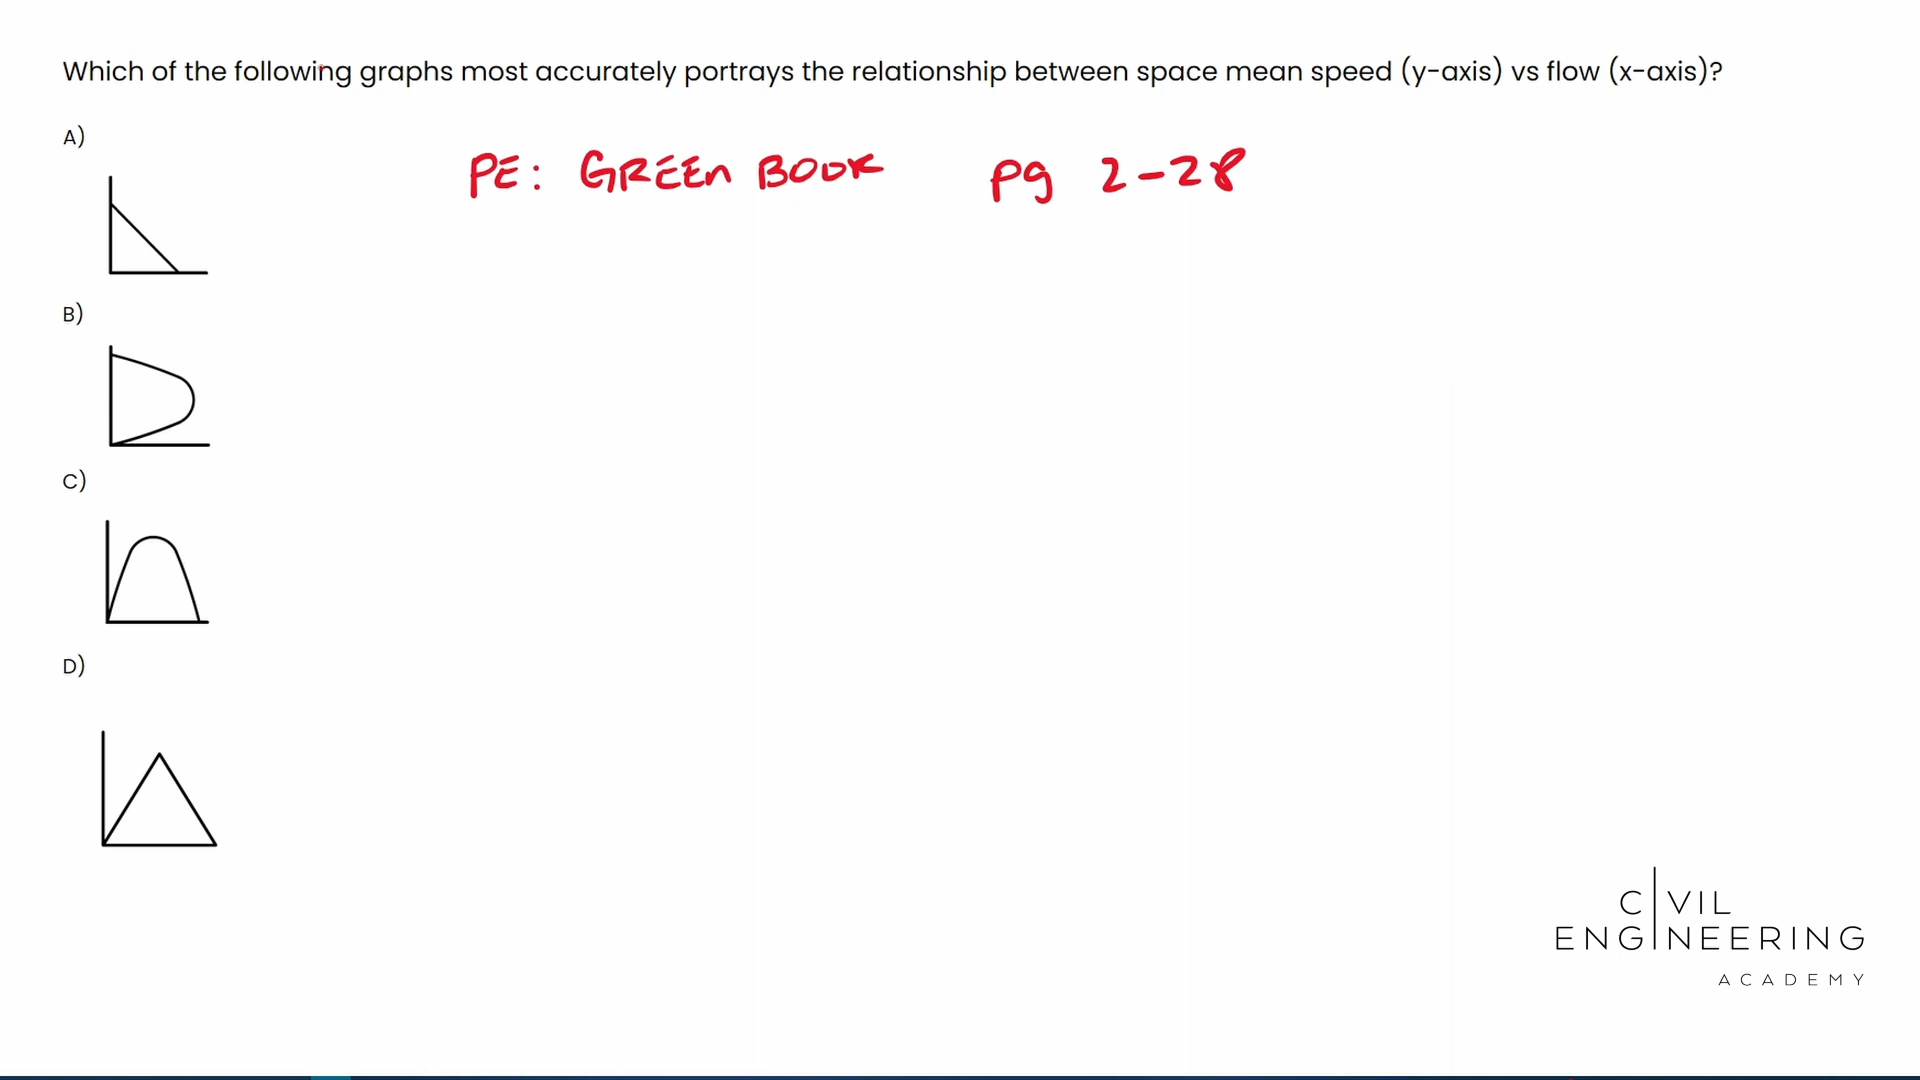 Which of the following graphs most accurately portrays the relationship between space mean speed (y-axis) vs flow (x-axis)?
A)
PE: GREEn BOOK pg 2-28
B)
C)
D)
CIVIL
ENGINEERING
ACADEMY